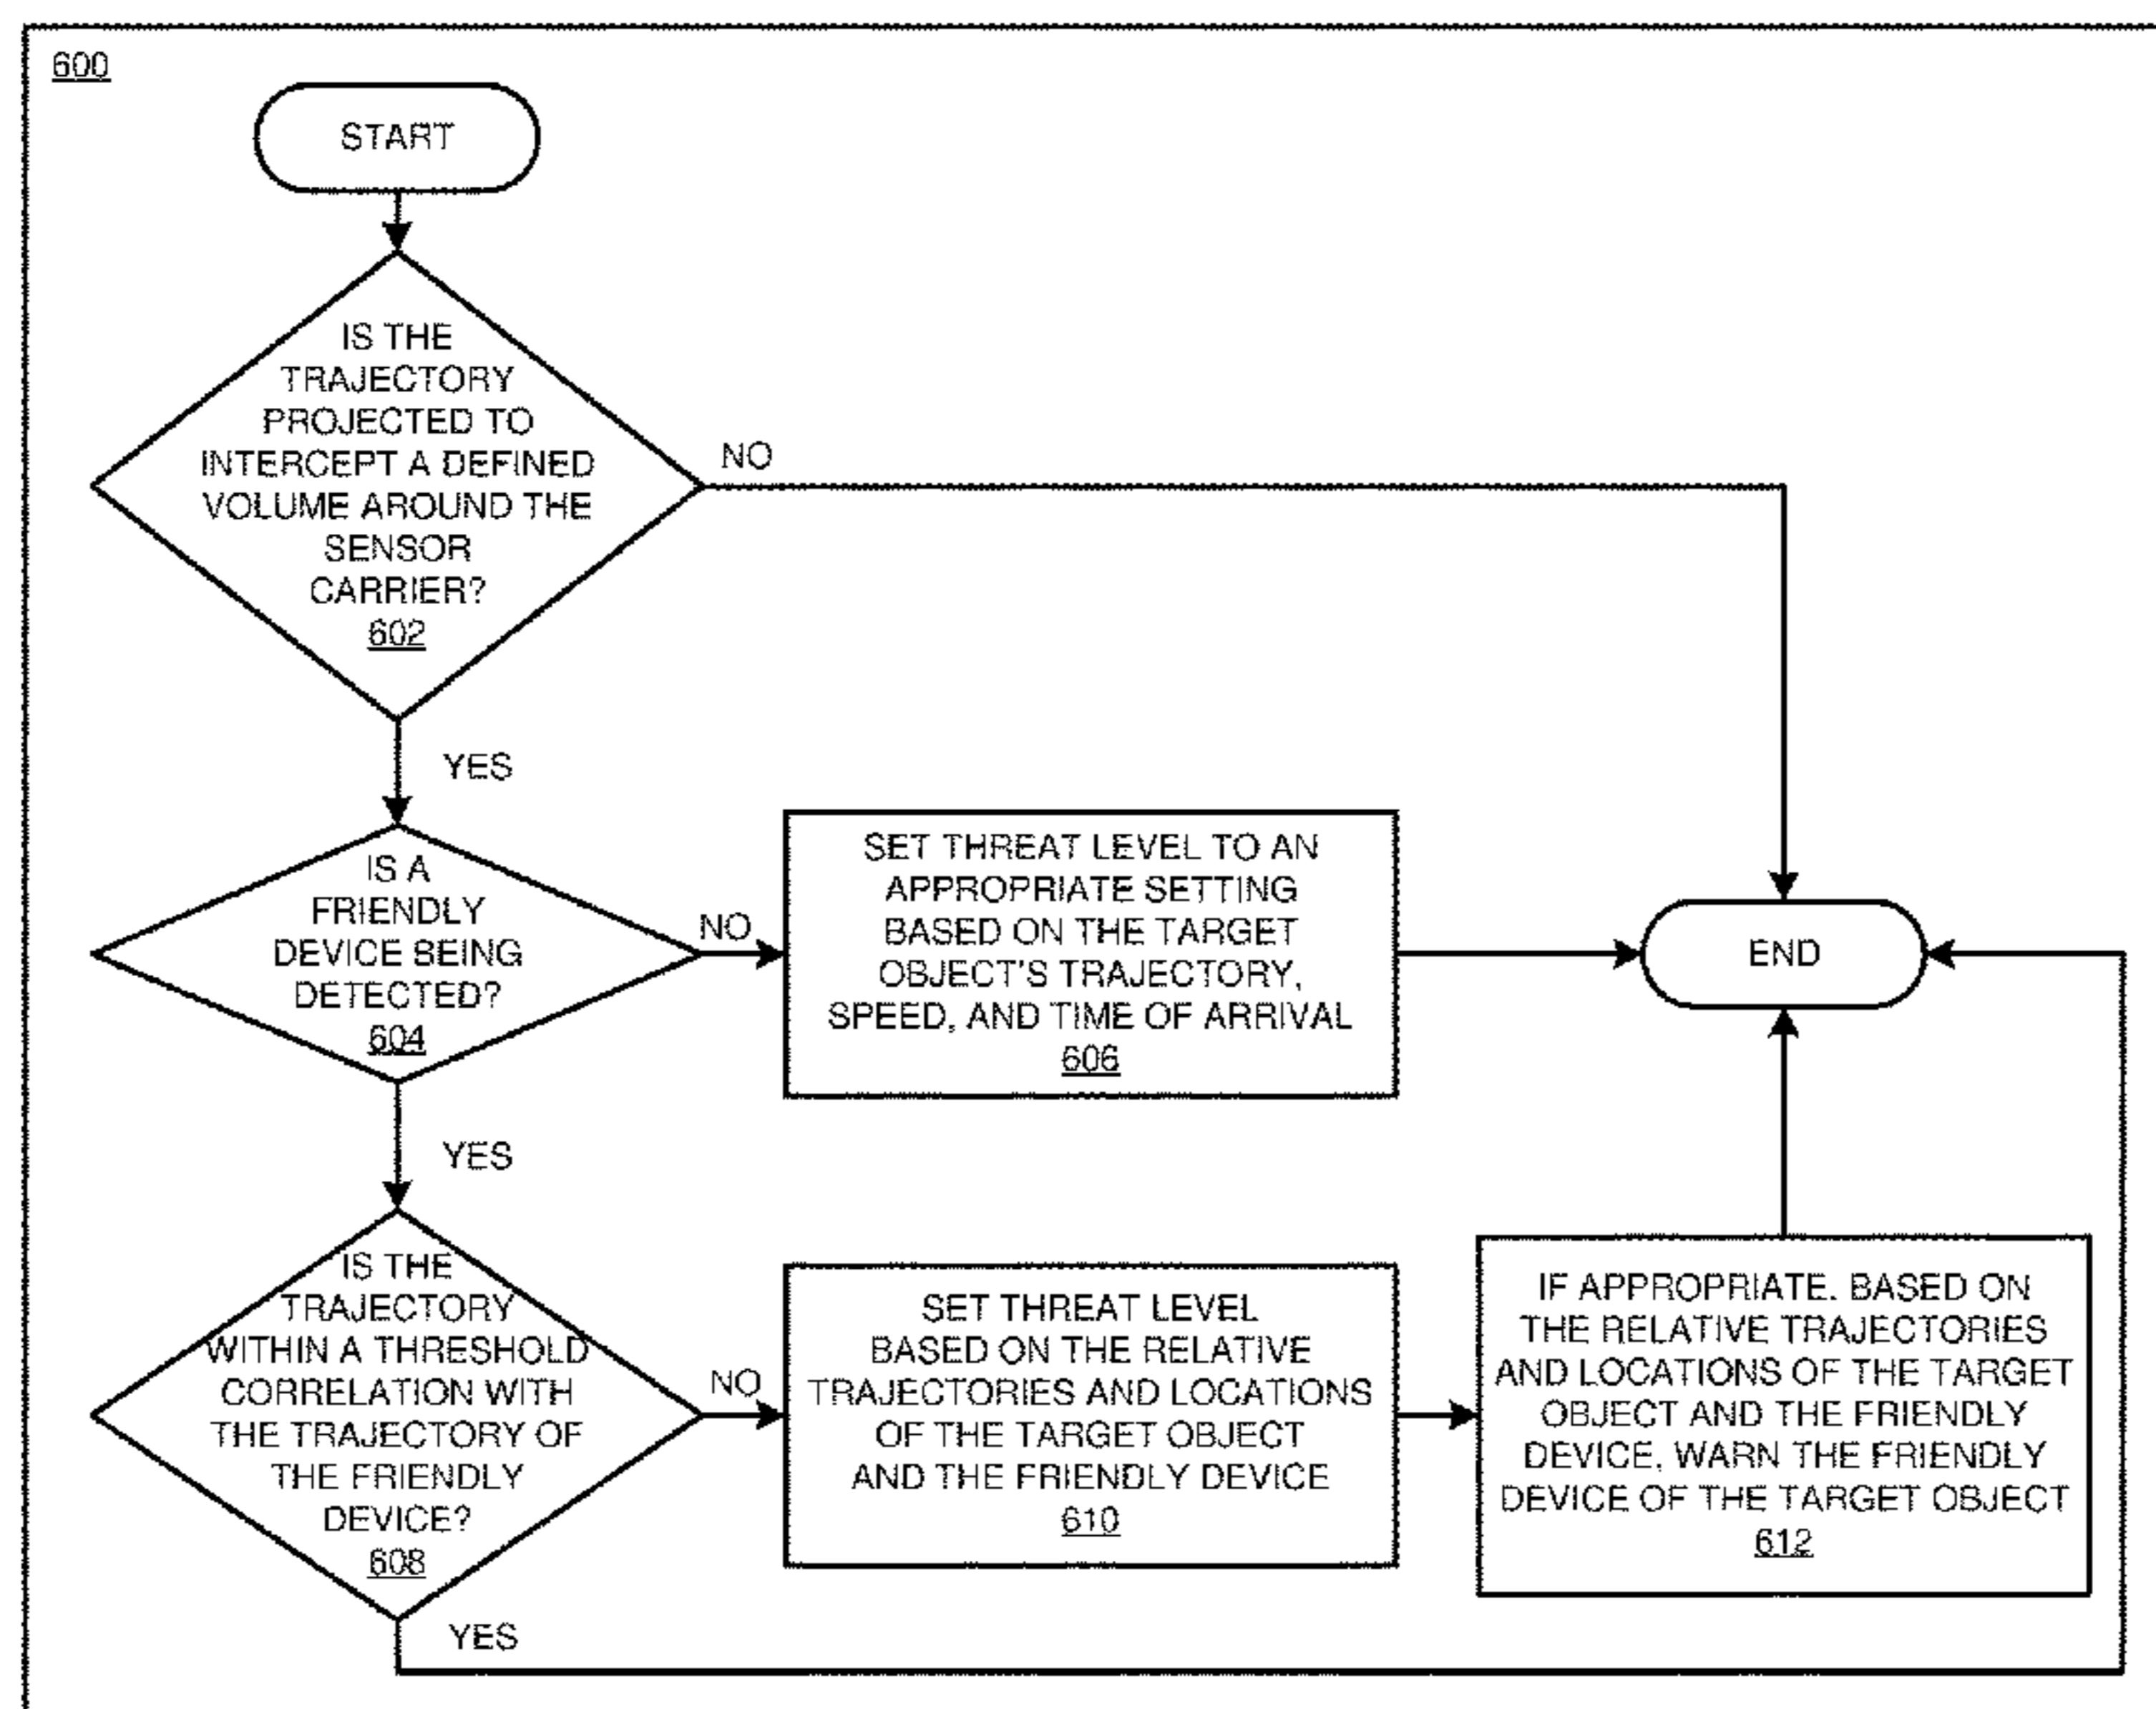 600
START
IS THE
TRAJECTORY
PROJECTED TO
INTERCEPT A DEFINED
VOLUME AROUND THE
SENSOR
CARRIER?
602
NO
YES
IS A
FRIENDLY
DEVICE BEING
DETECTED?
604
NO
SET THREAT LEVEL TO AN
APPROPRIATE SETTING
BASED ON THE TARGET
OBJECT'S TRAJECTORY,
SPEED, AND TIME OF ARRIVAL
606
END
YES
IS THE
TRAJECTORY
WITHIN A THRESHOLD
CORRELATION WITH
THE TRAJECTORY OF
THE FRIENDLY
DEVICE?
608
NO
SET THREAT LEVEL
BASED ON THE RELATIVE
TRAJECTORIES AND LOCATIONS
OF THE TARGET OBJECT
AND THE FRIENDLY DEVICE
610
IF APPROPRIATE. BASED ON
THE RELATIVE TRAJECTORIES
AND LOCATIONS OF THE TARGET
OBJECT AND THE FRIENDLY
DEVICE, WARN THE FRIENDLY
DEVICE OF THE TARGET OBJECT
612
YES